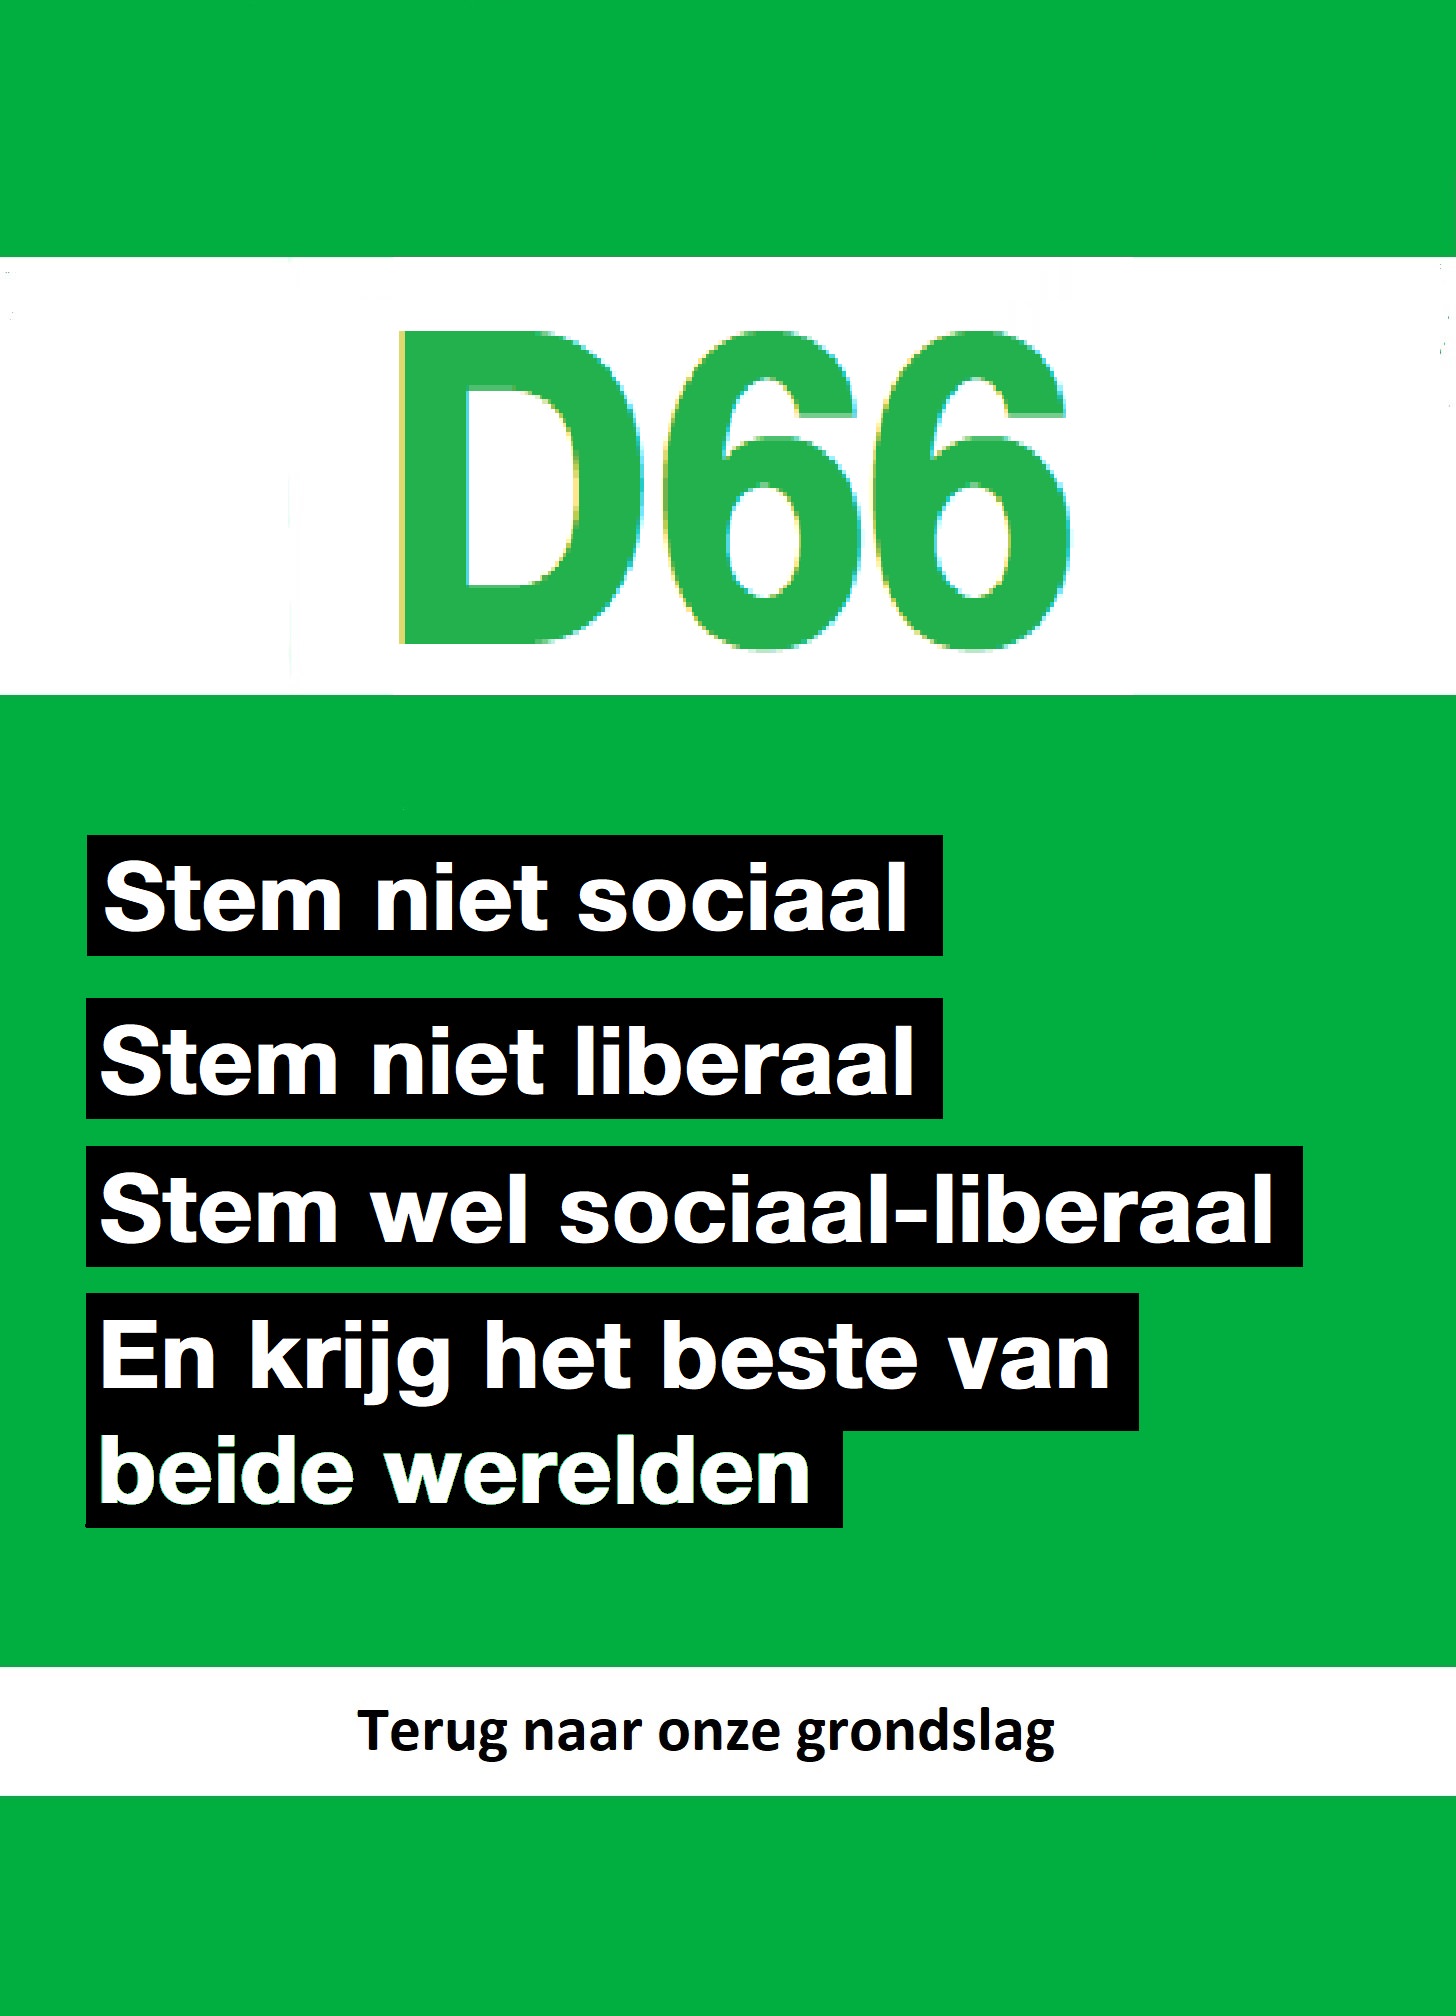 D66
Stem niet sociaal
Stem niet liberaal
Stem wel sociaal-liberaal
En krijg het beste van
beide werelden
Terug naar onze grondslag